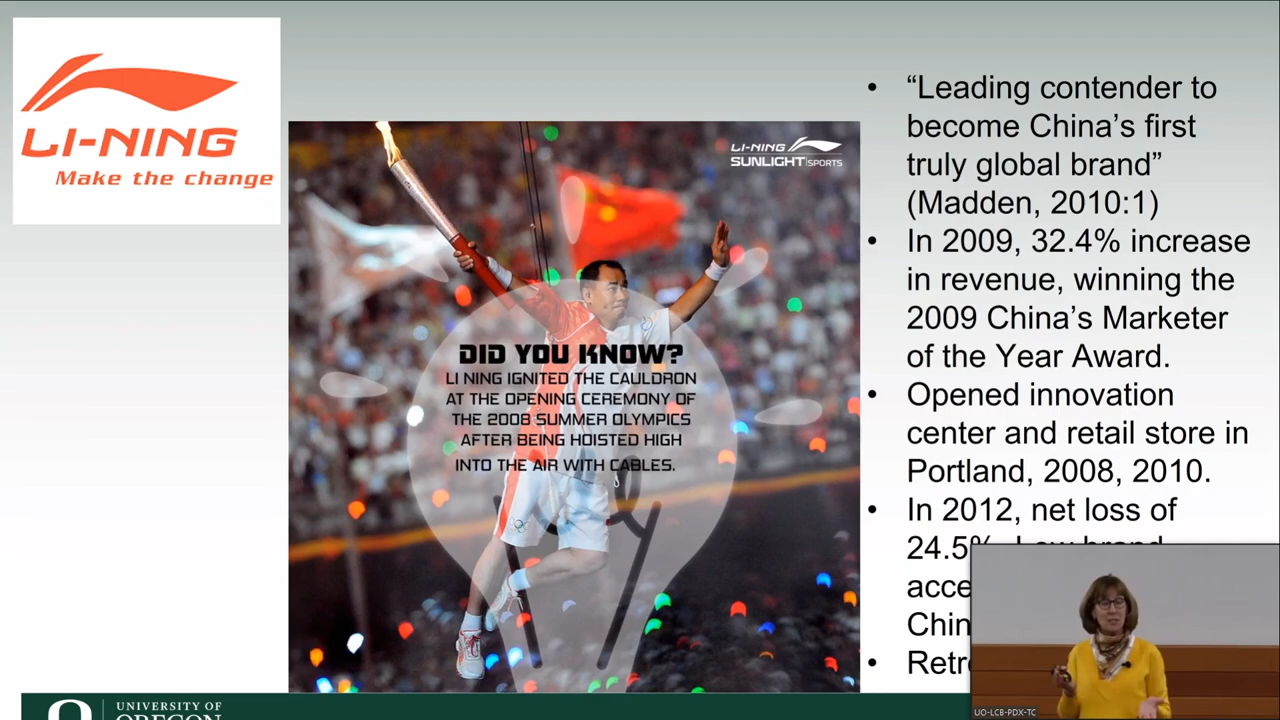 LI-NING
Make the change
LI-NING
SUNLIGHT|SPORTS
DID YOU KNOW?
LI NING IGNITED THE CAULDRON
AT THE OPENING CEREMONY OF
THE 2008 SUMMER OLYMPICS
AFTER BEING HOISTED HIGH
INTO THE AIR WITH CABLES.
• “Leading contender to
become China’s first
truly global brand”
(Madden, 2010:1)
• In 2009, 32.4% increase
in revenue, winning the
2009 China’s Marketer
of the Year Award.
• Opened innovation
center and retail store in
Portland, 2008, 2010.
• In 2012, net loss of
24.5%
•
UNIVERSITY OF
OREGON
UO-LCB-PDX-TC